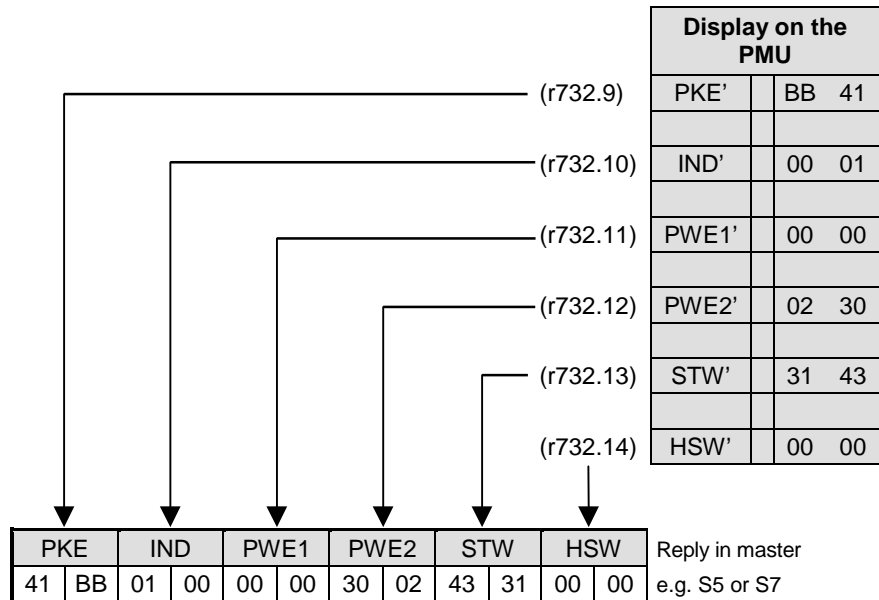 Display on the
PMU
(r732.9) PKE’ BB 41
(r732.10) IND’ 00 01
(r732.11) PWE1’ 00 00
(r732.12) PWE2’ 02 30
(r732.13) STW’ 31 43
(r732.14) HSW’ 00 00
PKE IND PWE1 PWE2 STW HSW Reply in master
41 BB 01 00 00 00 30 02 43 31 00 00 e.g. S5 or S7